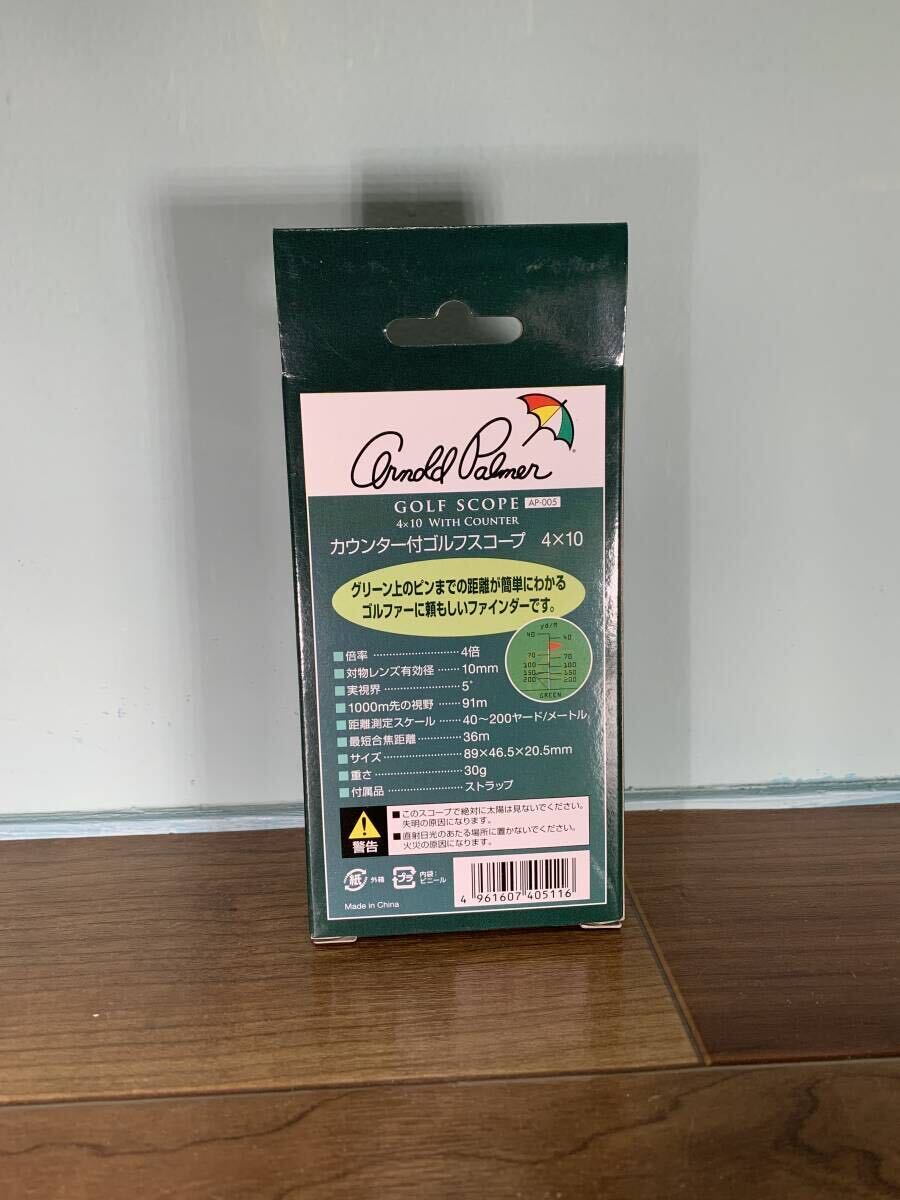 Arnold Palmer
GOLF SCOPE AP-005
4×10 WITH COUNTER
カウンター付ゴルフスコープ 4×10
グリーン上のピンまでの距離が簡単にわかる
ゴルファーに頼もしいファインダーです。
yd/M
40 40
70 70
100 100
150 150
200 200
GREEN
■倍率 …………………… 4倍
■対物レンズ有効径 …… 10mm
■実視界 ………………… 5°
■1000m先の視野 …… 91m
■距離測定スケール …… 40～200ヤード/メートル
■最短合焦距離 ………… 36m
■サイズ ………………… 89×46.5×20.5mm
■重さ …………………… 30g
■付属品 ………………… ストラップ
警告
■このスコープで絶対に太陽は見ないでください。
失明の原因になります。
■直射日光のあたる場所に置かないでください。
火災の原因になります。
紙 外箱 プラ 内袋：
ビニール
Made in China
4 961607 405116